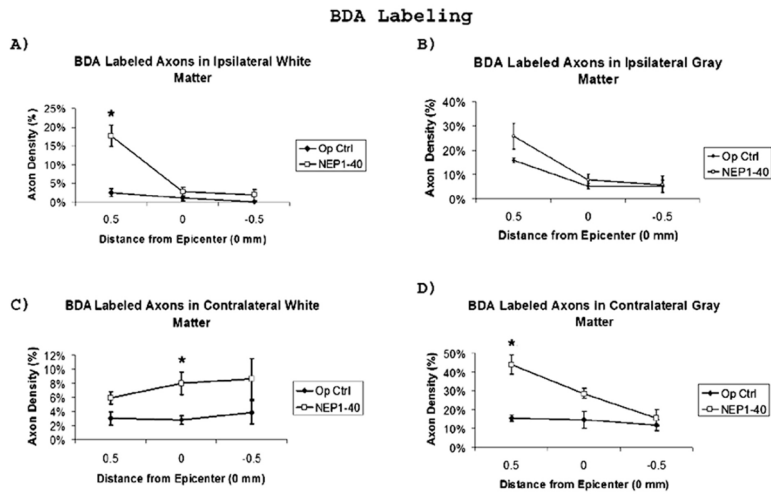 BDA Labeling
A)
BDA Labeled Axons in Ipsilateral White
Matter
Axon Density (%)
25%
20%
15%
10%
5%
0%
*
0.5
0
-0.5
Distance from Epicenter (0 mm)
Op Ctrl
NEP1-40
B)
BDA Labeled Axons in Ipsilateral Gray
Matter
Axon Density (%)
40%
30%
20%
10%
0%
0.5
0
-0.5
Distance from Epicenter (0 mm)
Op Ctrl
NEP1-40
C)
BDA Labeled Axons in Contralateral White
Matter
Axon Density (%)
12%
10%
8%
6%
4%
2%
0%
*
0.5
0
-0.5
Distance from Epicenter (0 mm)
Op Ctrl
NEP1-40
D)
BDA Labeled Axons in Contralateral Gray
Matter
Axon Density (%)
50%
40%
30%
20%
10%
0%
*
0.5
0
-0.5
Distance from Epicenter (0 mm)
Op Ctrl
NEP1-40